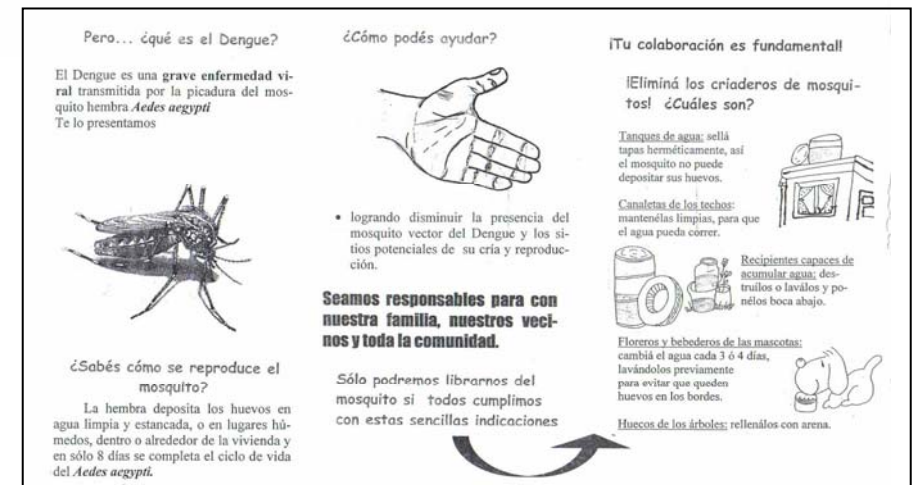 Pero... ¿qué es el Dengue?
El Dengue es una grave enfermedad vi-
ral transmitida por la picadura del mos-
quito hembra Aedes aegypti
Te lo presentamos
¿Sabés cómo se reproduce el
mosquito?
La hembra deposita los huevos en
agua limpia y estancada, o en lugares hú-
medos, dentro o alrededor de la vivienda y
en sólo 8 días se completa el ciclo de vida
del Aedes aegypti.
¿Cómo podés ayudar?
• logrando disminuir la presencia del
mosquito vector del Dengue y los si-
tios potenciales de su cría y reproduc-
ción.
Seamos responsables para con
nuestra familia, nuestros veci-
nos y toda la comunidad.
Sólo podremos librarnos del
mosquito si todos cumplimos
con estas sencillas indicaciones
¡Tu colaboración es fundamental!
!Eliminá los criaderos de mosqui-
tos! ¿Cuáles son?
Tanques de agua: sellá
tapas herméticamente, así
el mosquito no puede
depositar sus huevos.
Canaletas de los techos:
mantenélas limpias, para que
el agua pueda correr.
Recipientes capaces de
acumular agua: des-
truílos o laválos y po-
nélos boca abajo.
Floreros y bebederos de las mascotas:
cambiá el agua cada 3 ó 4 días,
lavándolos previamente
para evitar que queden
huevos en los bordes.
Huecos de los árboles: rellenálos con arena.